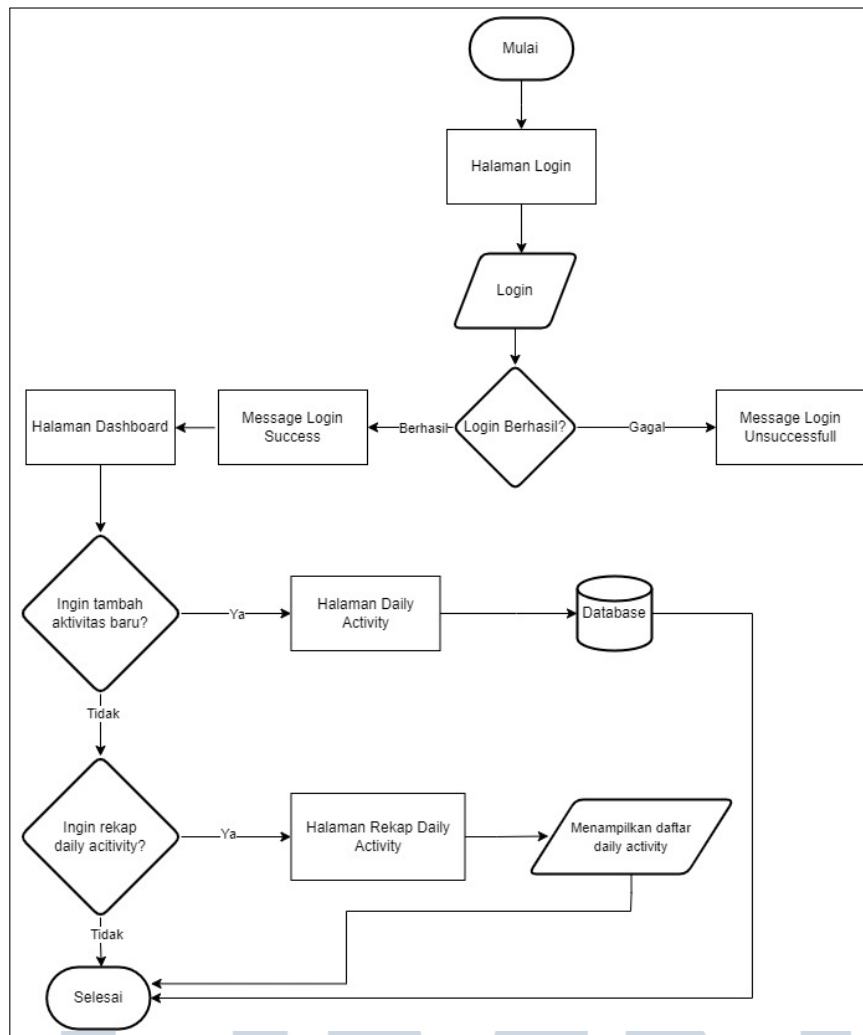 Mulai
Halaman Login
Login
Halaman Dashboard
Message Login
Success
Berhasil
Login Berhasil?
Gagal
Message Login
Unsuccessfull
Ingin tambah
aktivitas baru?
Ya
Halaman Daily
Activity
Database
Tidak
Ingin rekap
daily acitivity?
Ya
Halaman Rekap Daily
Activity
Menampilkan daftar
daily activity
Tidak
Selesai